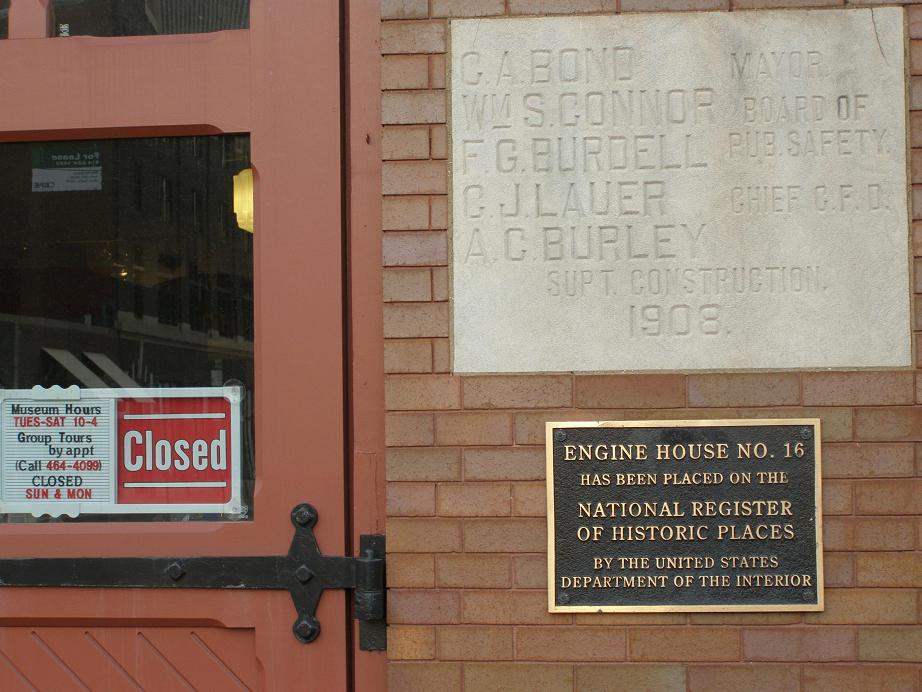 C. A. BOND MAYOR.
WM S. CONNOR BOARD OF
F. G. BURDELL PUB. SAFETY.
C. J. LAUER CHIEF C. F. D.
A. C. BURLEY
SUPT. CONSTRUCTION.
1908.
For Lease
Museum Hours
TUES-SAT 10-4
Group Tours
by appt
(Call 464-4099)
CLOSED
SUN & MON
Closed
ENGINE HOUSE NO. 16
HAS BEEN PLACED ON THE
NATIONAL REGISTER
OF HISTORIC PLACES
BY THE UNITED STATES
DEPARTMENT OF THE INTERIOR